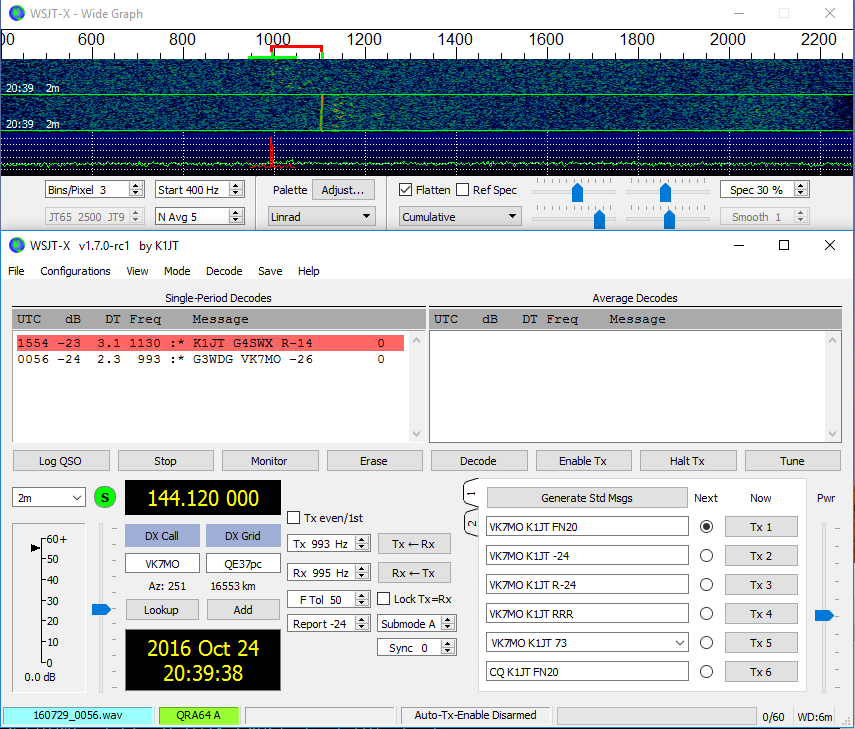 WSJT-X - Wide Graph
00 600 800 1000 1200 1400 1600 1800 2000 2200
20:39 2m
20:39 2m
Bins/Pixel 3 Start 400 Hz Palette Adjust... Flatten Ref Spec Spec 30 %
JT65 2500 JT9 N Avg 5 Linrad Cumulative Smooth 1
WSJT-X v1.7.0-rc1 by K1JT
File Configurations View Mode Decode Save Help
Single-Period Decodes Average Decodes
UTC dB DT Freq Message UTC dB DT Freq Message
1554 -23 3.1 1130 :* K1JT G4SWX R-14 0
0056 -24 2.3 993 :* G3WDG VK7MO -26 0
Log QSO Stop Monitor Erase Decode Enable Tx Halt Tx Tune
2m S 144.120 000 1 Generate Std Msgs Next Now Pwr
Tx even/1st 2 VK7MO K1JT FN20 Tx 1
DX Call DX Grid Tx 993 Hz Tx ← Rx VK7MO K1JT -24 Tx 2
VK7MO QE37pc
Az: 251 16553 km Rx 995 Hz Rx ← Tx VK7MO K1JT R-24 Tx 3
Lookup Add F Tol 50 Lock Tx=Rx VK7MO K1JT RRR Tx 4
Report -24 Submode A
2016 Oct 24 Sync 0 VK7MO K1JT 73 Tx 5
20:39:38 CQ K1JT FN20 Tx 6
60+
50
40
30
20
10
0
0.0 dB
160729_0056.wav QRA64 A Auto-Tx-Enable Disarmed 0/60 WD:6m